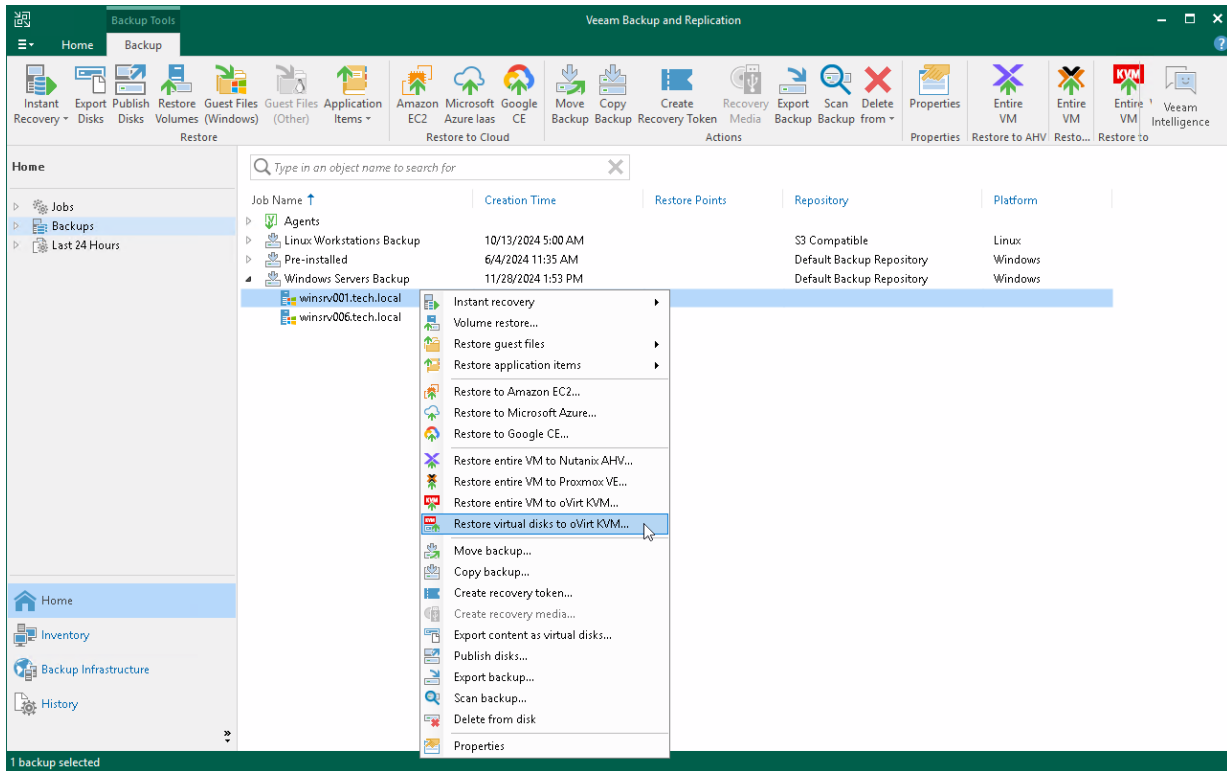 Backup Tools
Veeam Backup and Replication
Home
Backup
Instant Recovery
Export Disks
Publish Disks
Restore Volumes
Guest Files (Windows)
Guest Files (Other)
Application Items
Amazon EC2
Microsoft Azure Iaas
Google CE
Move Backup
Copy Backup
Create Recovery Token
Recovery Media
Export Backup
Scan Backup
Delete from
Properties
Entire VM
Entire VM
KVM
Entire VM
Veeam Intelligence
Restore
Restore to Cloud
Actions
Properties
Restore to AHV
Resto...
Restore to
Home
Type in an object name to search for
Jobs
Backups
Last 24 Hours
Job Name Creation Time Restore Points Repository Platform
Agents
Linux Workstations Backup 10/13/2024 5:00 AM S3 Compatible Linux
Pre-installed 6/4/2024 11:35 AM Default Backup Repository Windows
Windows Servers Backup 11/28/2024 1:53 PM Default Backup Repository Windows
winsrv001.tech.local
winsrv006.tech.local
Instant recovery
Volume restore...
Restore guest files
Restore application items
Restore to Amazon EC2...
Restore to Microsoft Azure...
Restore to Google CE...
Restore entire VM to Nutanix AHV...
Restore entire VM to Proxmox VE...
Restore entire VM to oVirt KVM...
Restore virtual disks to oVirt KVM...
Move backup...
Copy backup...
Create recovery token...
Create recovery media...
Export content as virtual disks...
Publish disks...
Export backup...
Scan backup...
Delete from disk
Properties
Home
Inventory
Backup Infrastructure
History
1 backup selected